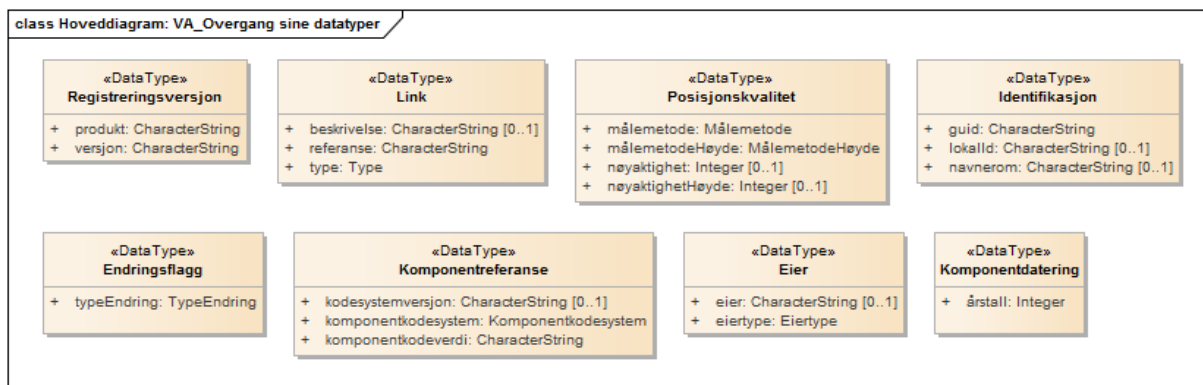 class Hoveddiagram: VA_Overgang sine datatyper
«DataType»
Registreringsversjon
+ produkt: CharacterString
+ versjon: CharacterString
«DataType»
Link
+ beskrivelse: CharacterString [0..1]
+ referanse: CharacterString
+ type: Type
«DataType»
Posisjonskvalitet
+ målemetode: Målemetode
+ målemetodeHøyde: MålemetodeHøyde
+ nøyaktighet: Integer [0..1]
+ nøyaktighetHøyde: Integer [0..1]
«DataType»
Identifikasjon
+ guid: CharacterString
+ lokalId: CharacterString [0..1]
+ navnerom: CharacterString [0..1]
«DataType»
Endringsflagg
+ typeEndring: TypeEndring
«DataType»
Komponentreferanse
+ kodesystemversjon: CharacterString [0..1]
+ komponentkodesystem: Komponentkodesystem
+ komponentkodeverdi: CharacterString
«DataType»
Eier
+ eier: CharacterString [0..1]
+ eiertype: Eiertype
«DataType»
Komponentdatering
+ årstall: Integer